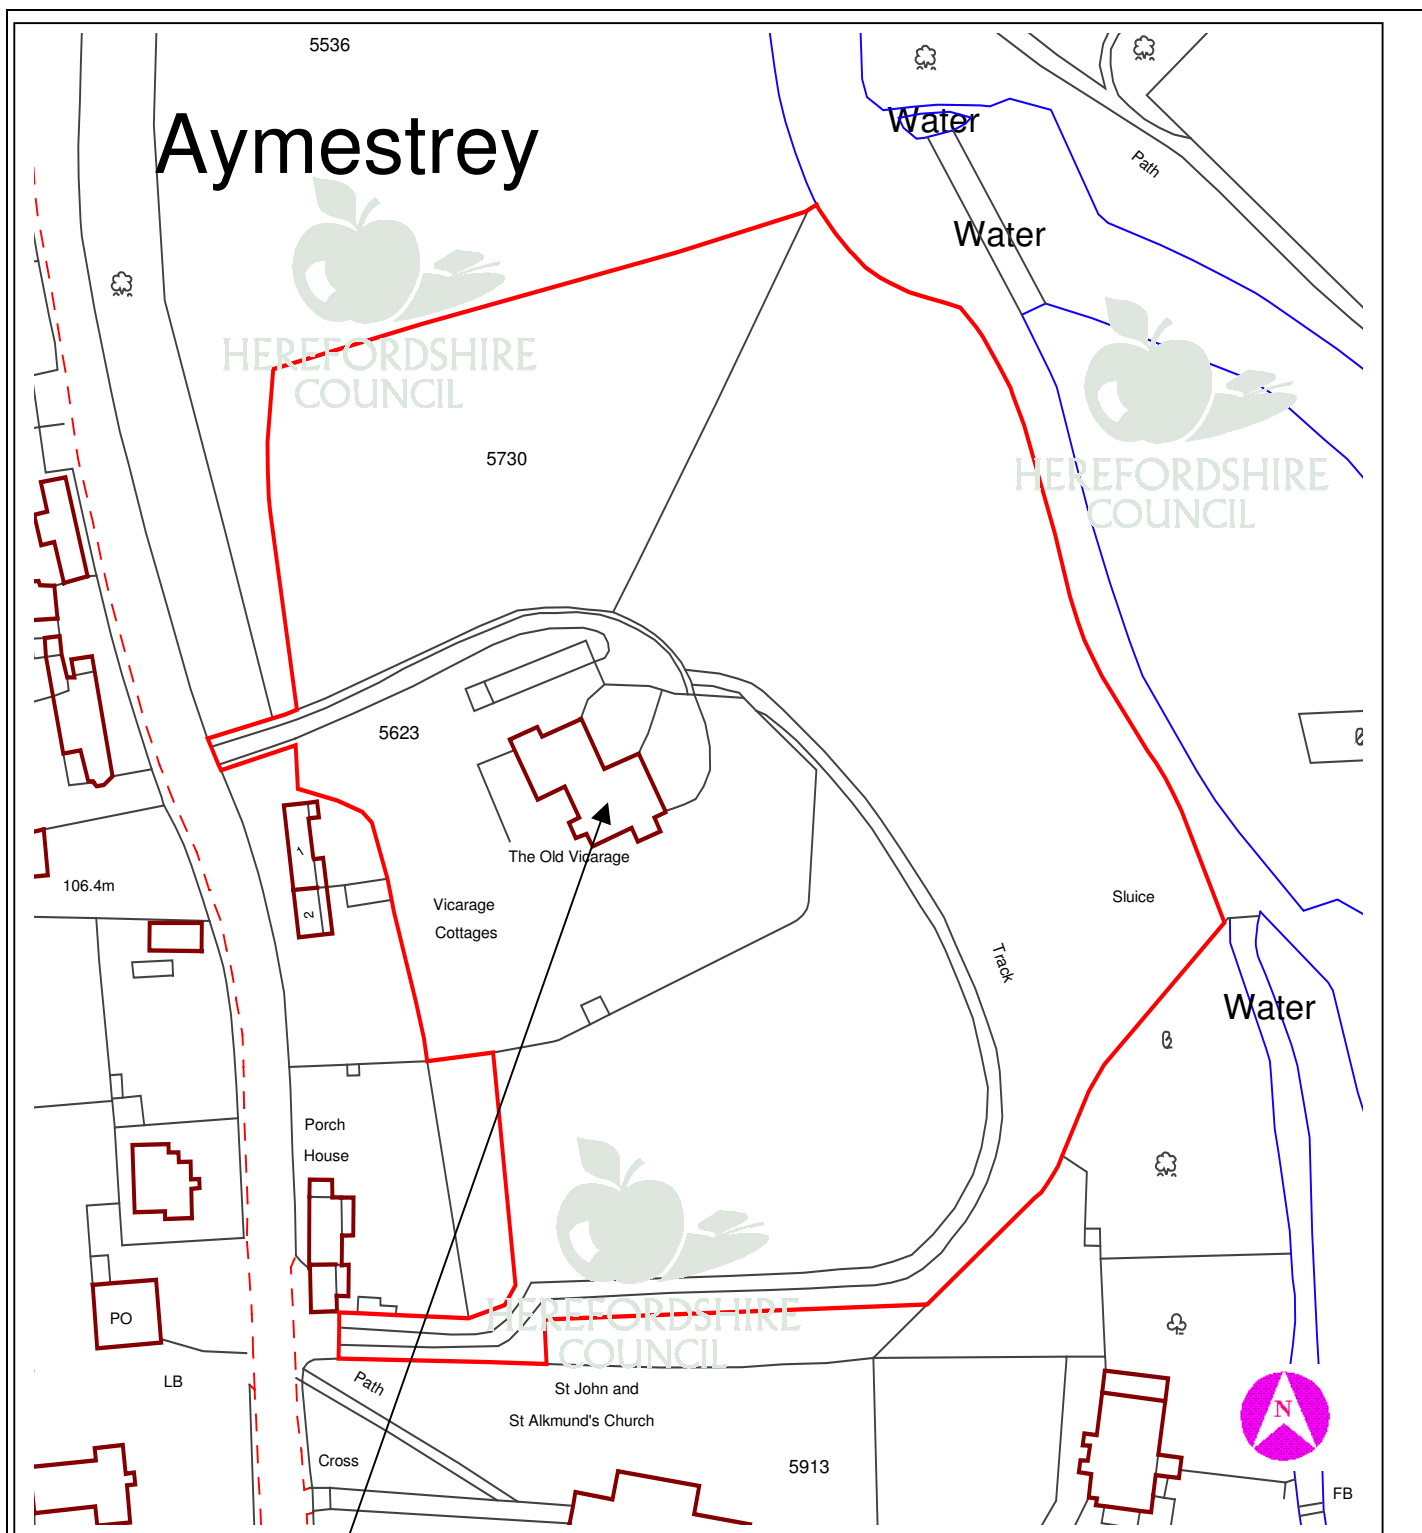 5536
Aymestrey
Water
Path
Water
HEREFORDSHIRE
COUNCIL
HEREFORDSHIRE
COUNCIL
5730
5623
The Old Vicarage
1
106.4m
2
Vicarage
Cottages
Sluice
Track
Water
Porch
House
PO
HEREFORDSHIRE
COUNCIL
LB
Path
St John and
St Alkmund's Church
N
Cross
5913
FB